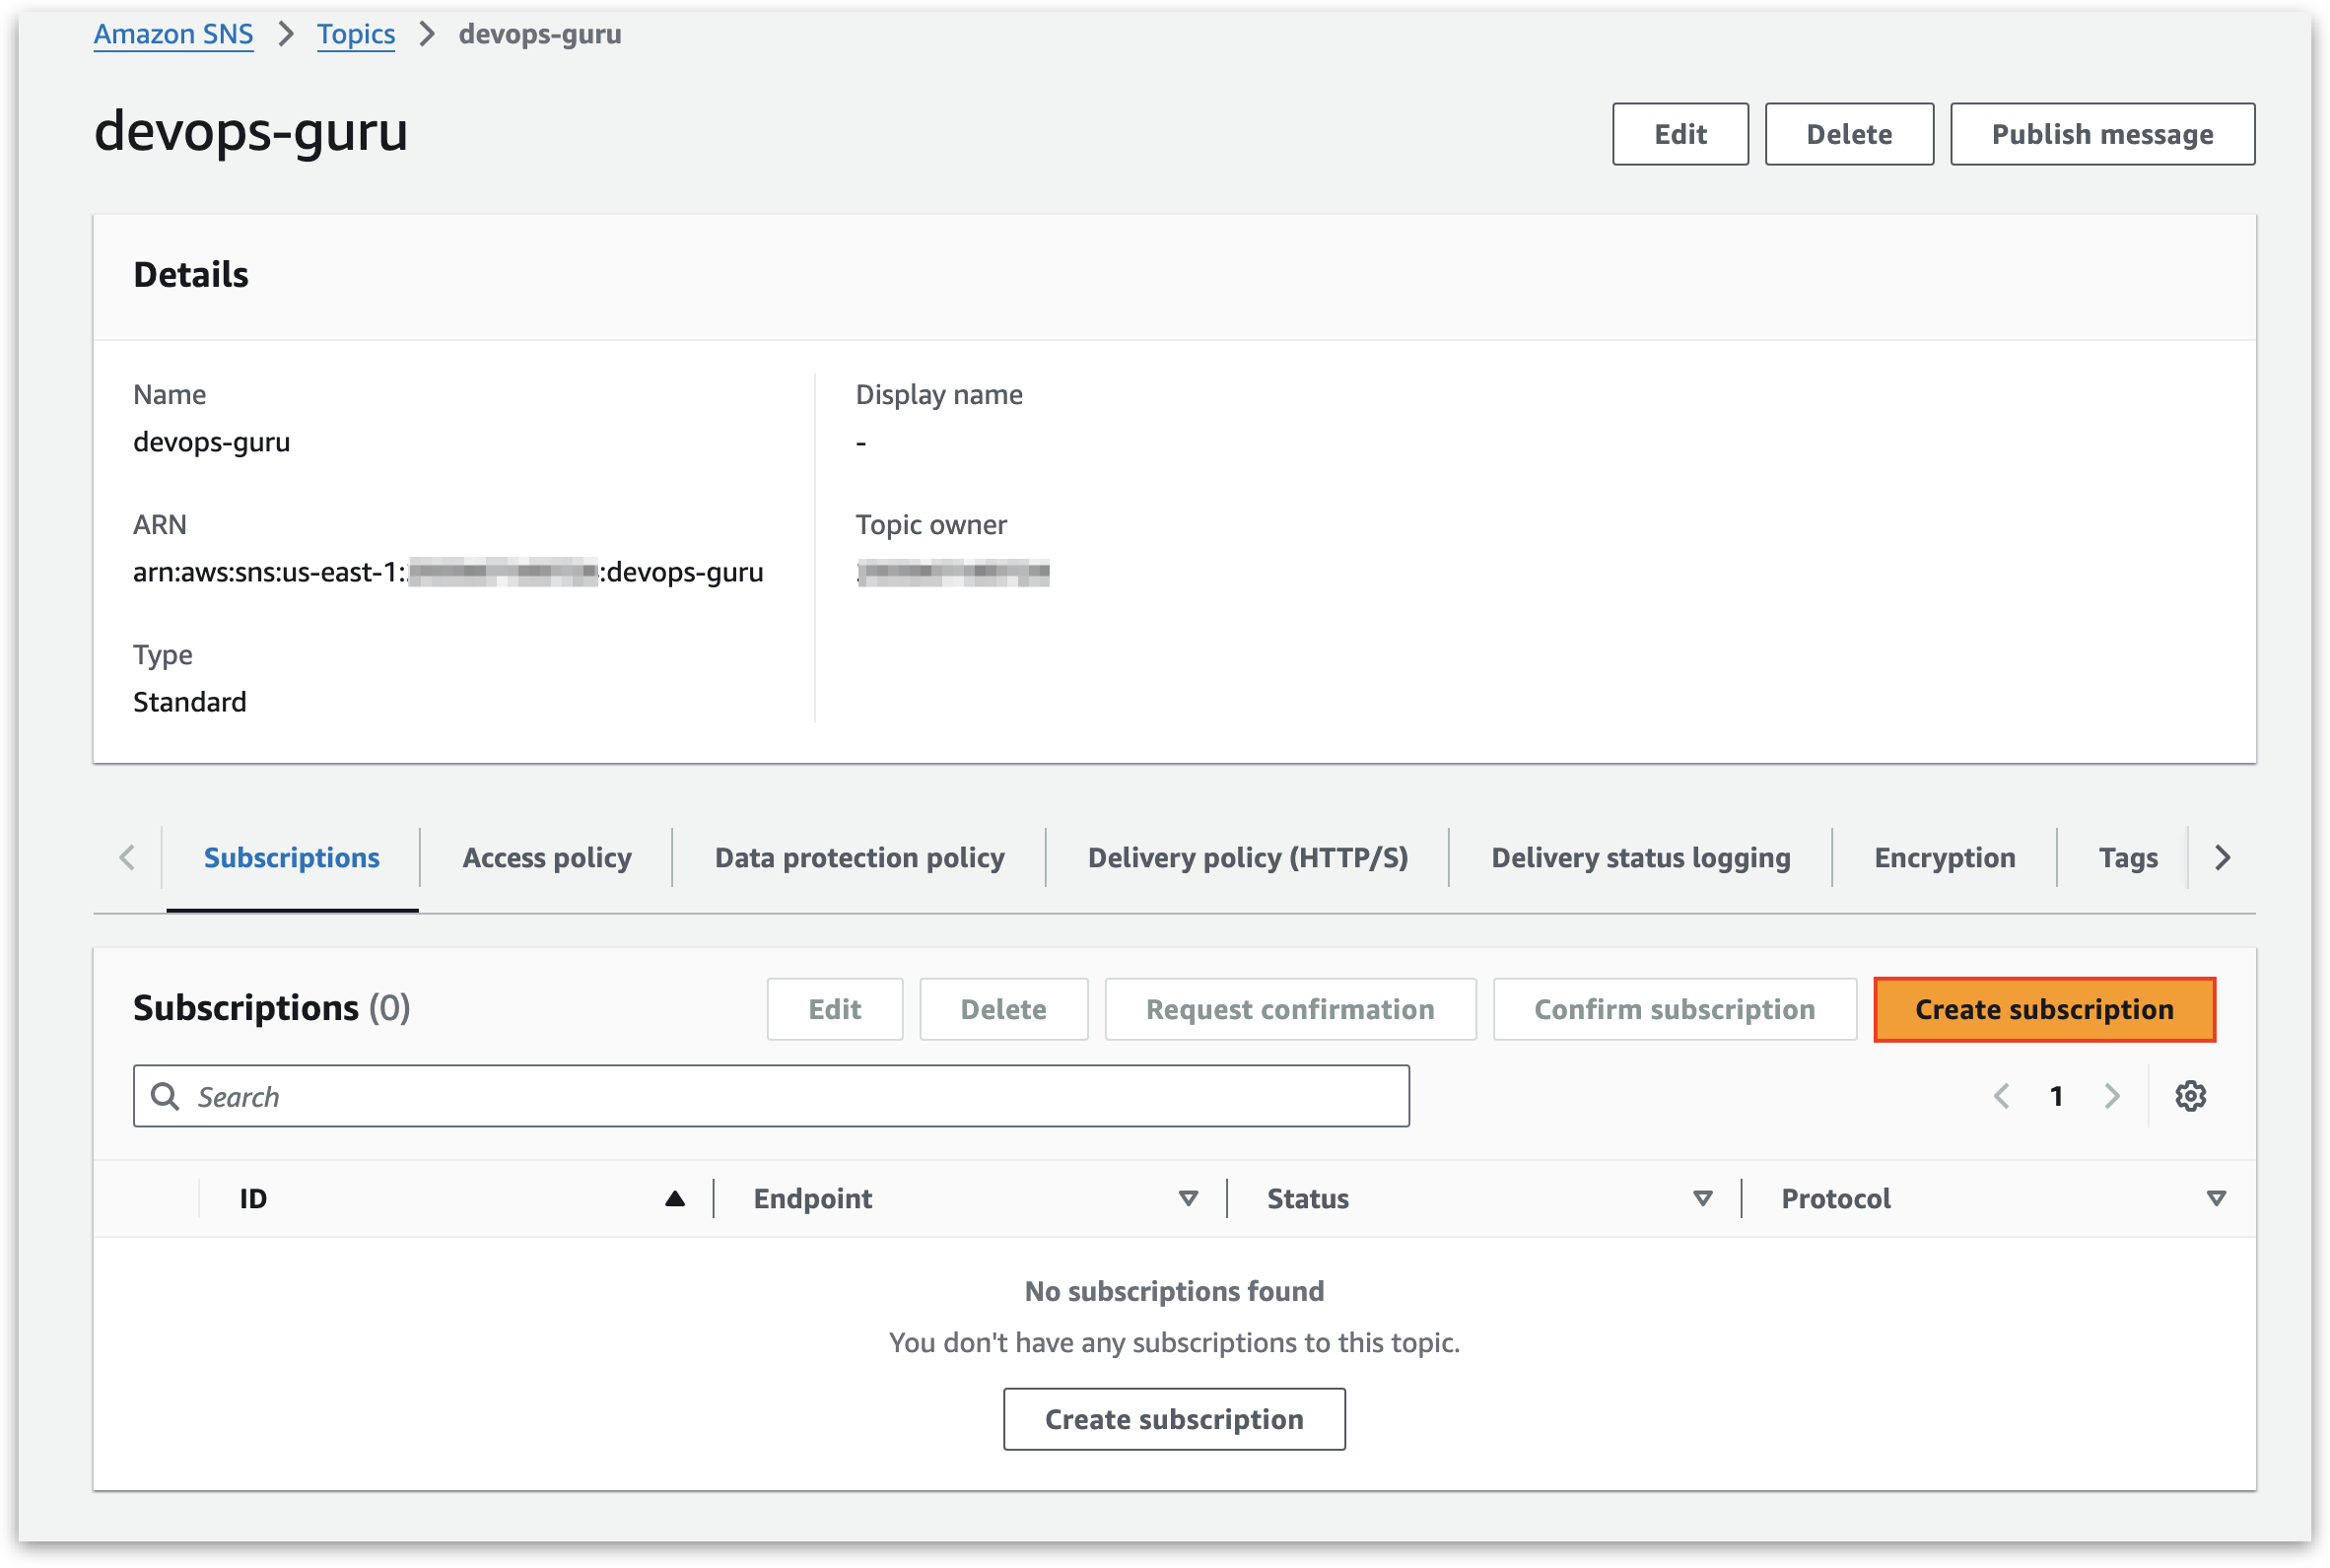 Amazon SNS > Topics > devops-guru
devops-guru
Edit Delete Publish message
Details
Name
devops-guru
Display name
-
ARN
arn:aws:sns:us-east-1: :devops-guru
Topic owner
Type
Standard
Subscriptions Access policy Data protection policy Delivery policy (HTTP/S) Delivery status logging Encryption Tags
Subscriptions (0)
Edit Delete Request confirmation Confirm subscription Create subscription
Search
1
ID Endpoint Status Protocol
No subscriptions found
You don't have any subscriptions to this topic.
Create subscription